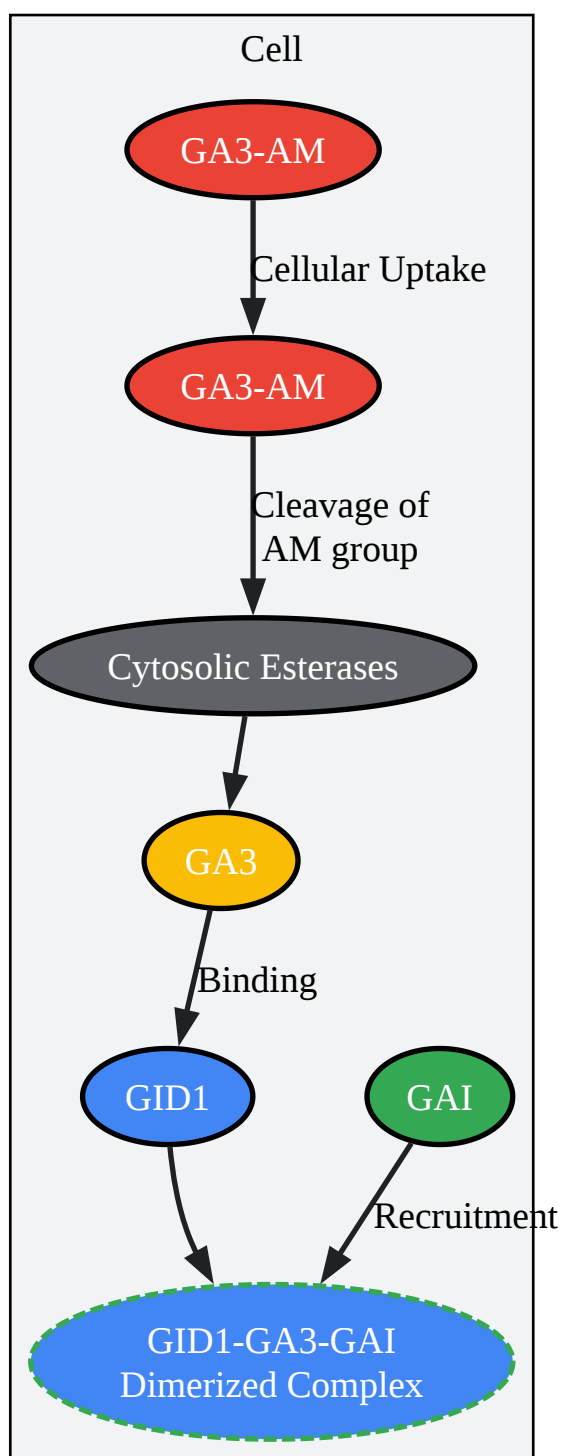 Cell
GA3-AM
Cellular Uptake
GA3-AM
Cleavage of
AM group
Cytosolic Esterases
GA3
Binding
GID1
GAI
Recruitment
GID1-GA3-GAI
Dimerized Complex